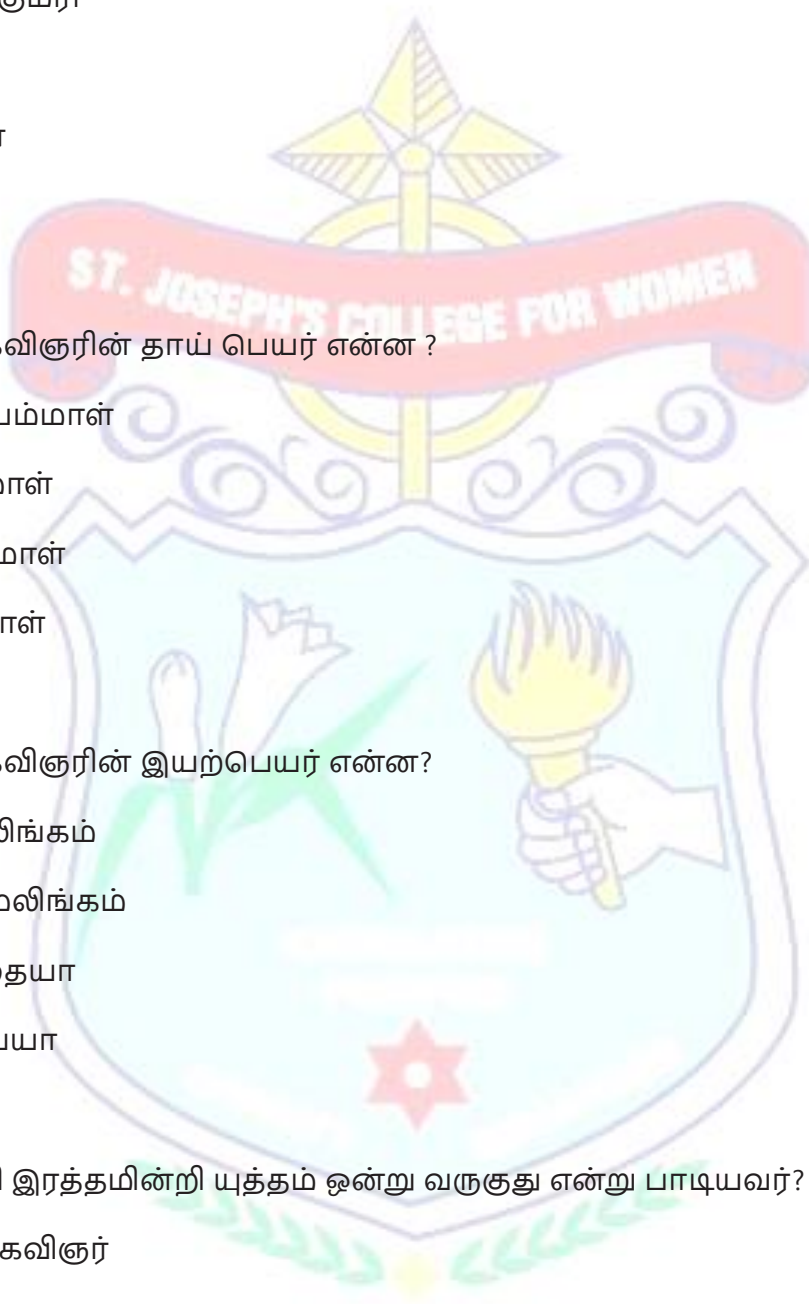 குமரி
ள்
ST. JOSEPH'S COLLEGE FOR WOMEN
கவிஞரின் தாய் பெயர் என்ன ?
பம்மாள்
மாள்
மாள்
ாள்
கவிஞரின் இயற்பெயர் என்ன?
லிங்கம்
மலிங்கம்
தையா
யா
இரத்தமின்றி யுத்தம் ஒன்று வருகுது என்று பாடியவர்?
கவிஞர்